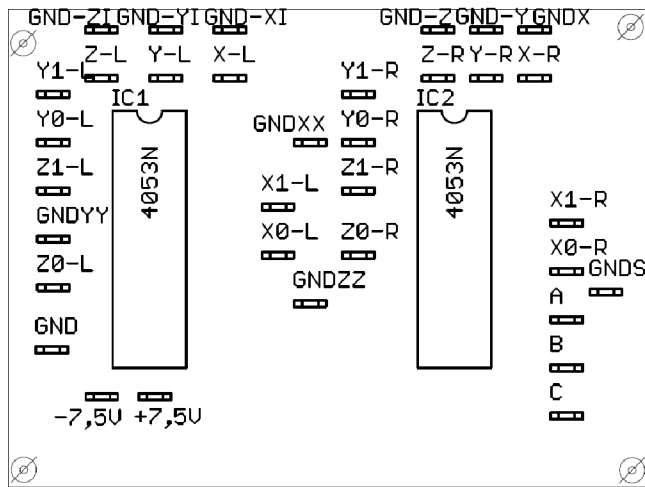 GND-ZI GND-YI GND-XI GND-Z GND-Y GNDX
Z-L Y-L X-L Z-R Y-R X-R
Y1-L Y1-R
IC1 IC2
Y0-L GNDXX Y0-R
4053N 4053N
Z1-L X1-L Z1-R
GNDYY X1-R
Z0-L X0-L Z0-R X0-R
GNDZZ GNDS
A
GND B
C
-7,5V +7,5V